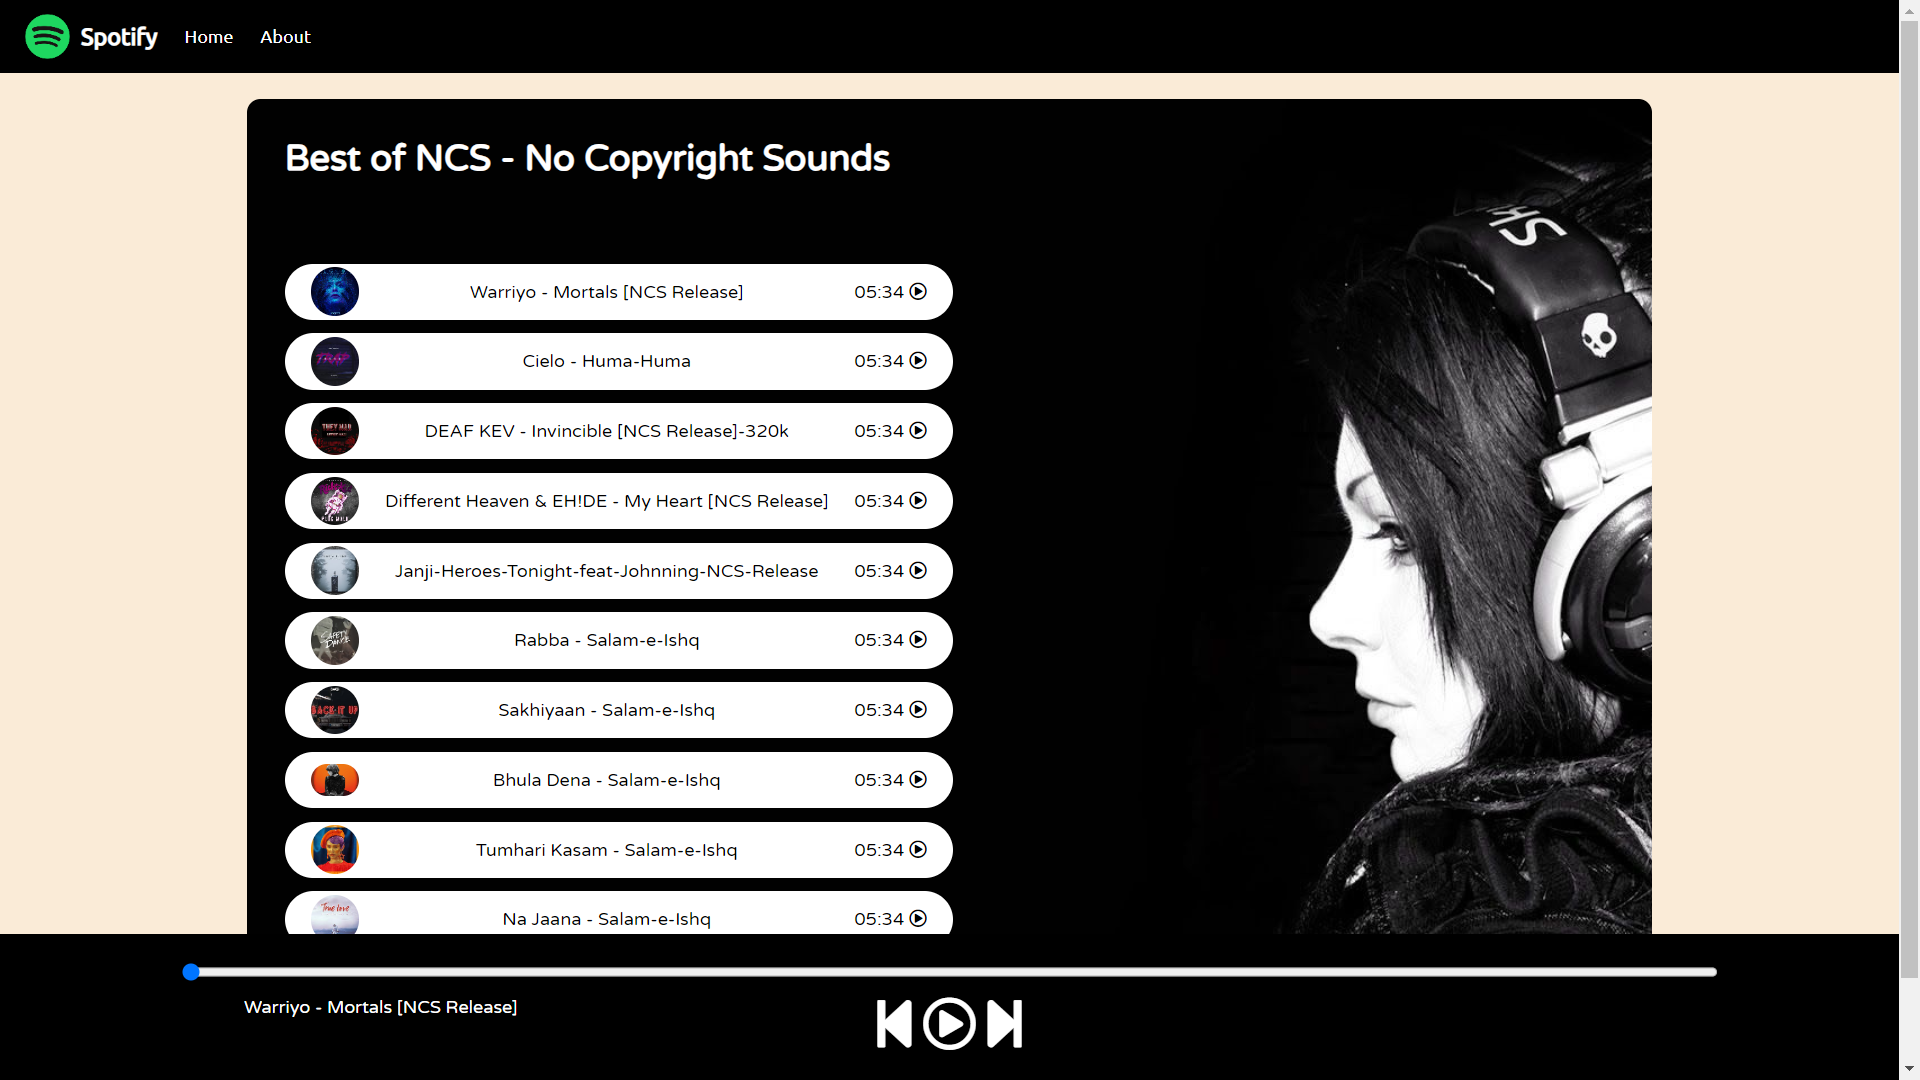 Spotify Home About
Best of NCS - No Copyright Sounds
Warriyo - Mortals [NCS Release] 05:34
Cielo - Huma-Huma 05:34
DEAF KEV - Invincible [NCS Release]-320k 05:34
Different Heaven & EH!DE - My Heart [NCS Release] 05:34
Janji-Heroes-Tonight-feat-Johnning-NCS-Release 05:34
Rabba - Salam-e-Ishq 05:34
Sakhiyaan - Salam-e-Ishq 05:34
Bhula Dena - Salam-e-Ishq 05:34
Tumhari Kasam - Salam-e-Ishq 05:34
True love
Na Jaana - Salam-e-Ishq 05:34
Warriyo - Mortals [NCS Release]